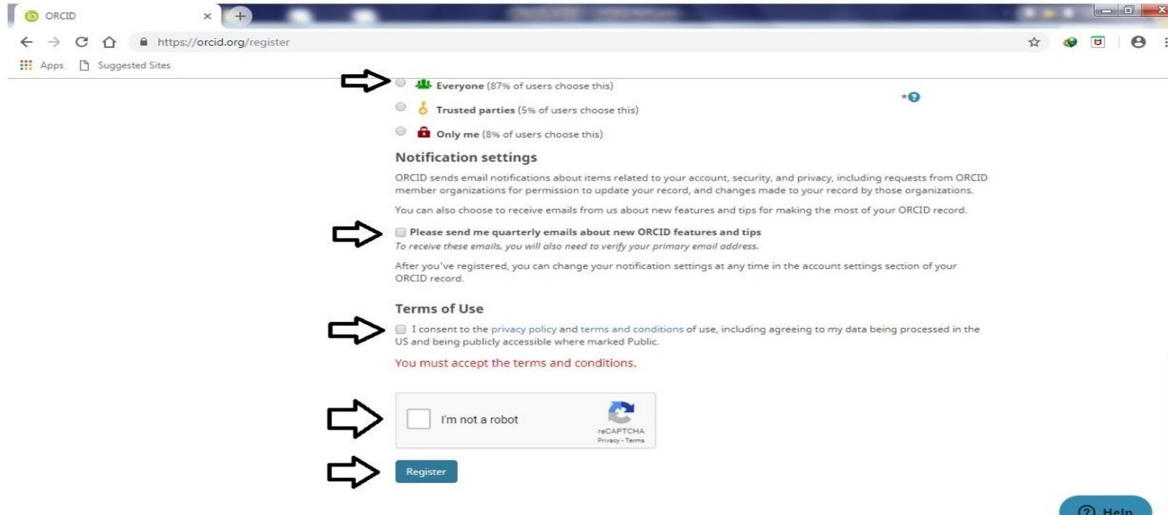 ORCID
https://orcid.org/register
Apps Suggested Sites
Everyone (87% of users choose this)
*?
Trusted parties (5% of users choose this)
Only me (8% of users choose this)
Notification settings
ORCID sends email notifications about items related to your account, security, and privacy, including requests from ORCID
member organizations for permission to update your record, and changes made to your record by those organizations.
You can also choose to receive emails from us about new features and tips for making the most of your ORCID record.
Please send me quarterly emails about new ORCID features and tips
To receive these emails, you will also need to verify your primary email address.
After you've registered, you can change your notification settings at any time in the account settings section of your
ORCID record.
Terms of Use
I consent to the privacy policy and terms and conditions of use, including agreeing to my data being processed in the
US and being publicly accessible where marked Public.
You must accept the terms and conditions.
I'm not a robot
reCAPTCHA
Privacy - Terms
Register
? Help